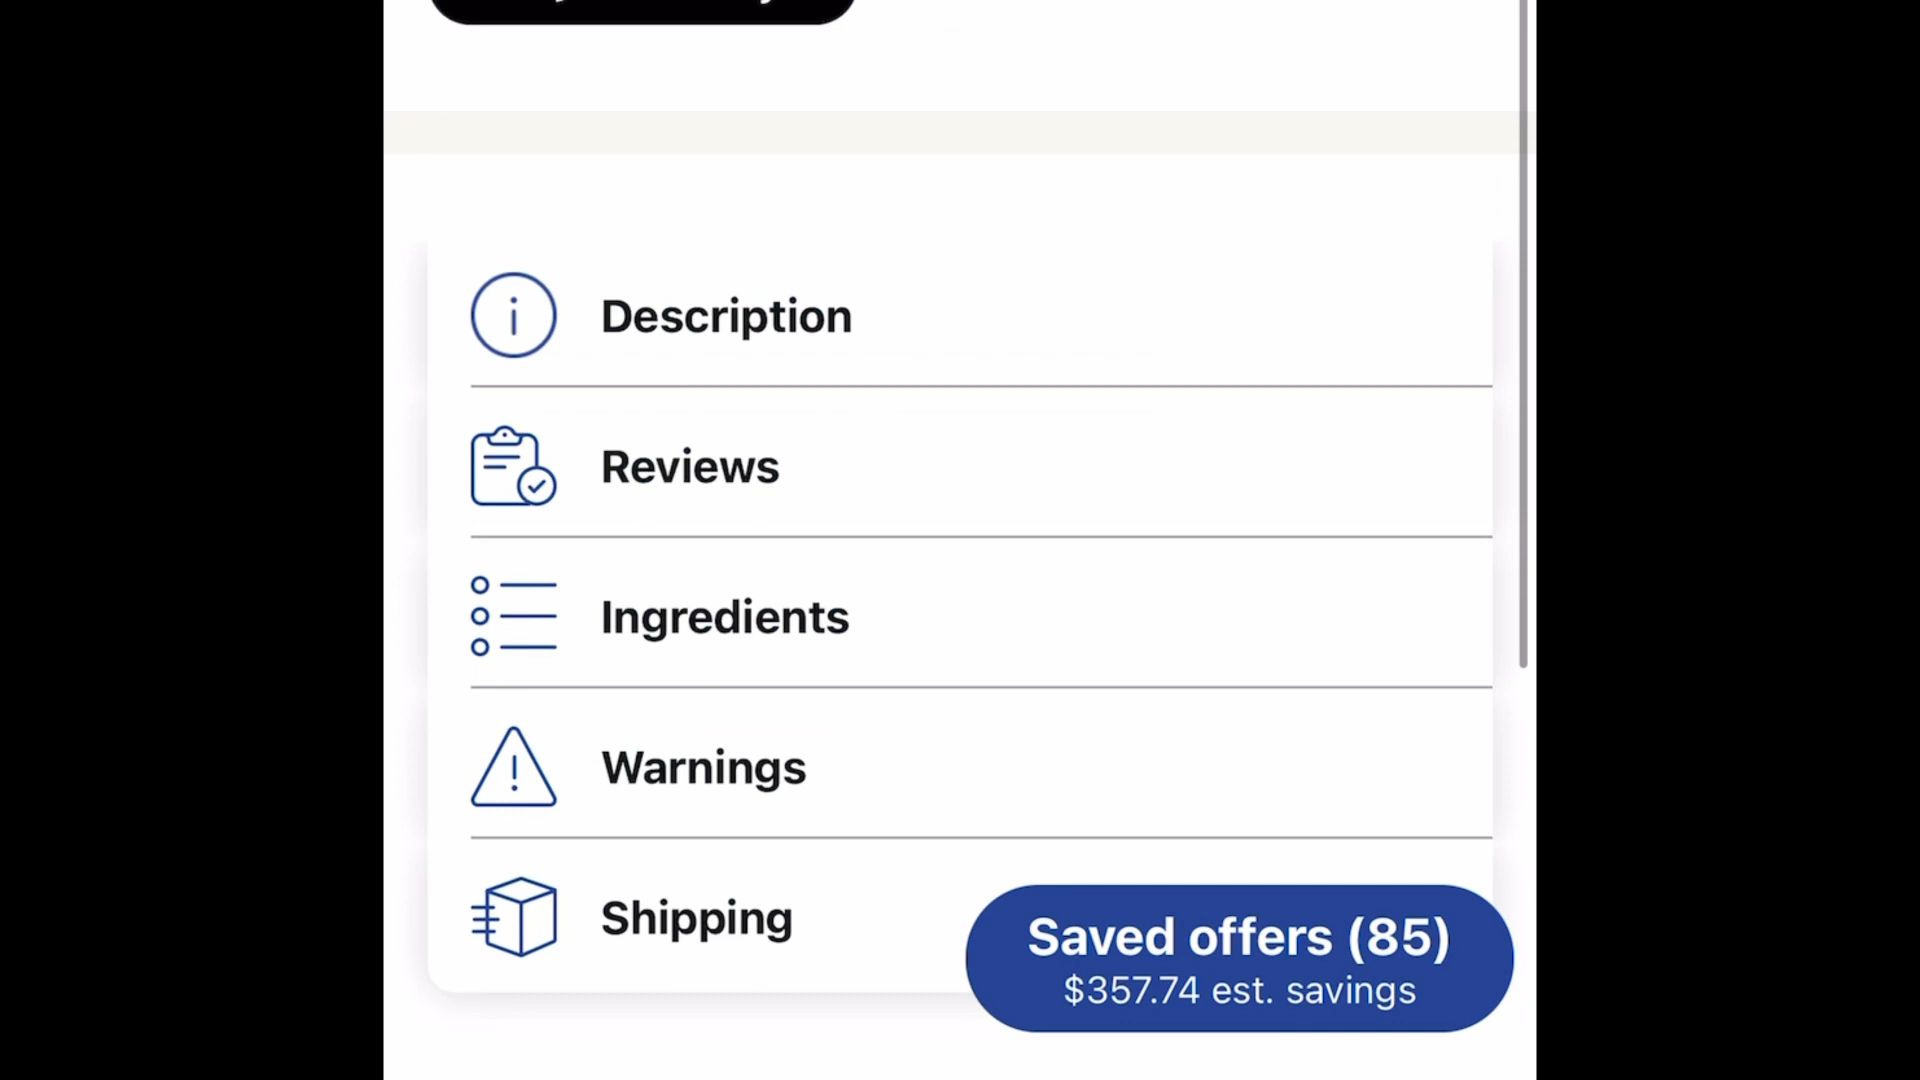 Description
Reviews
Ingredients
Warnings
Shipping
Saved offers (85)
$357.74 est. savings